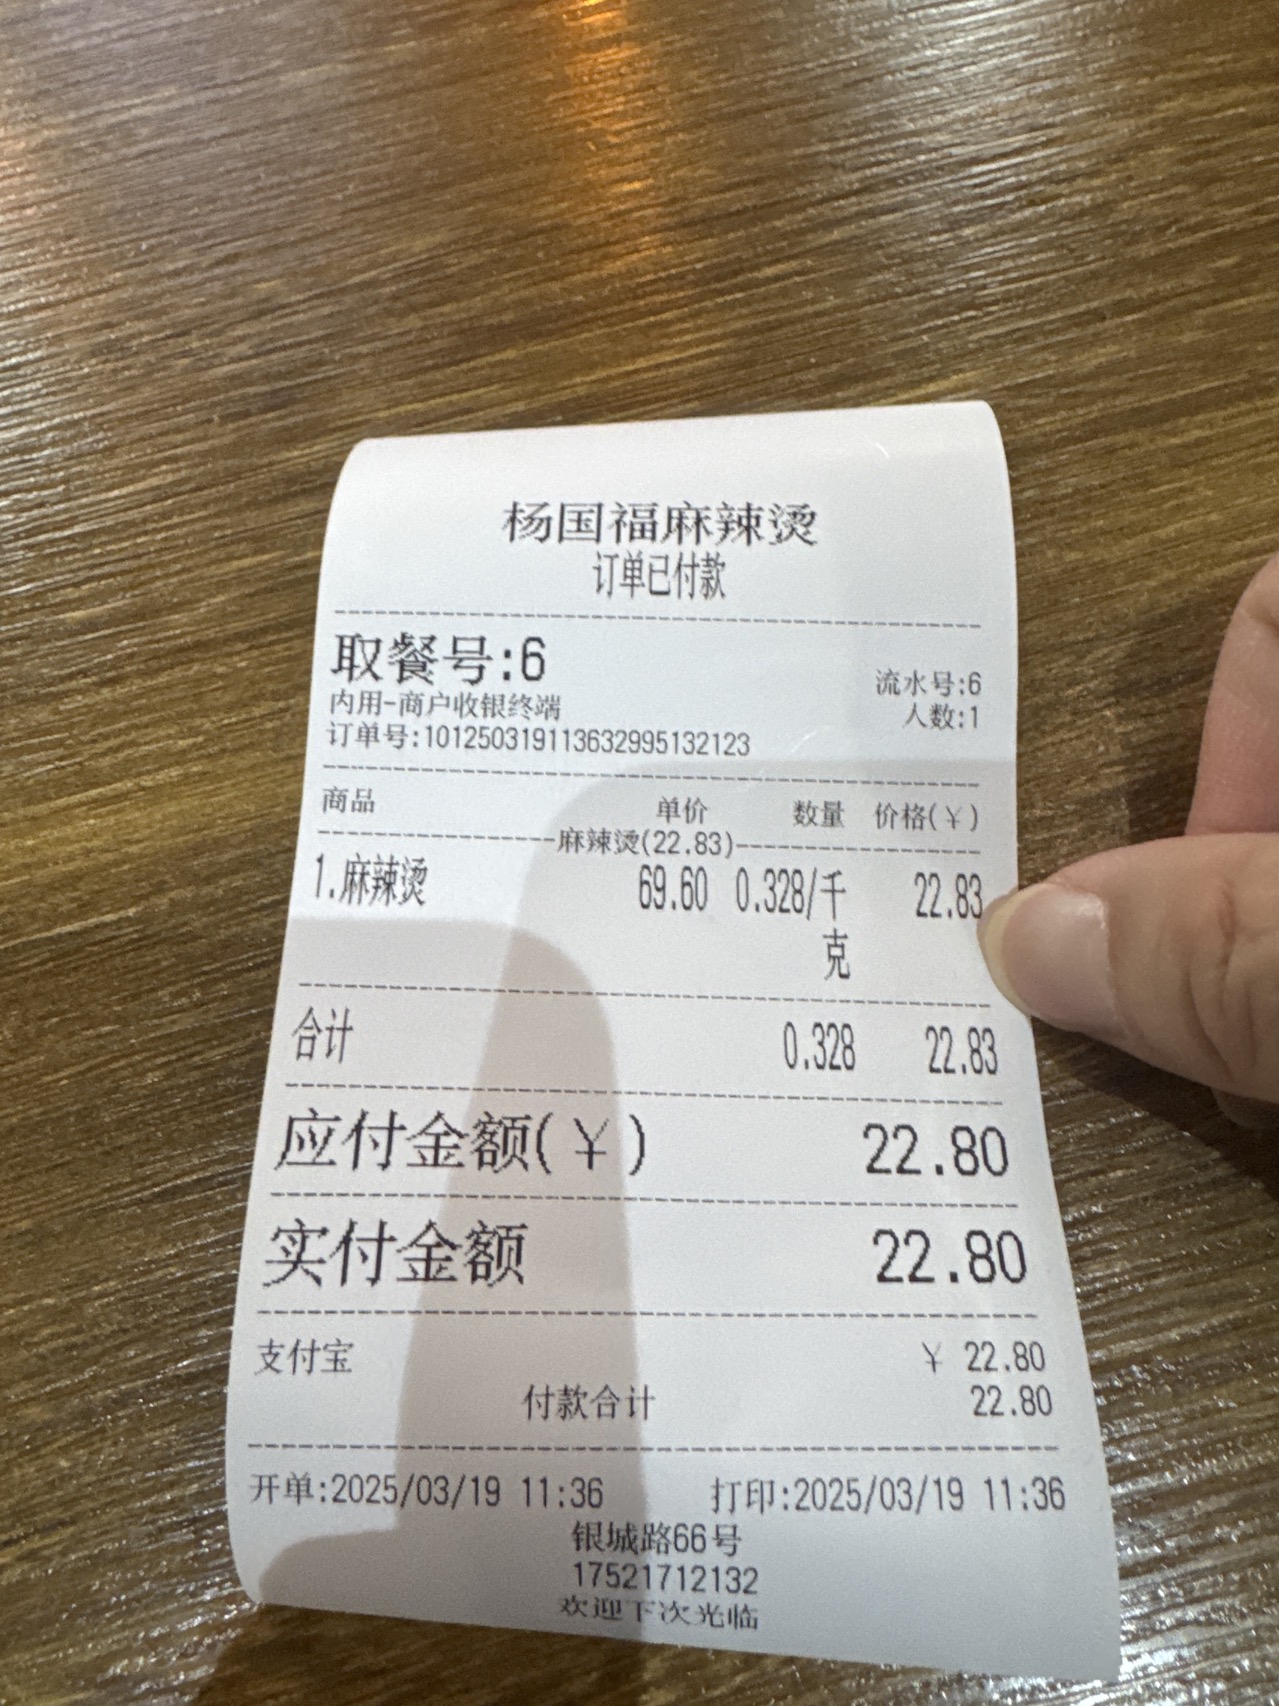 杨国福麻辣烫
订单已付款
取餐号:6
流水号:6
内用-商户收银终端
人数:1
订单号:101250319113632995132123
商品 单价 数量 价格(¥)
麻辣烫(22.83)
1.麻辣烫 69.60 0.328/千克 22.83
合计 0.328 22.83
应付金额(¥) 22.80
实付金额 22.80
支付宝 ¥ 22.80
付款合计 22.80
开单:2025/03/19 11:36 打印:2025/03/19 11:36
银城路66号
17521712132
欢迎下次光临